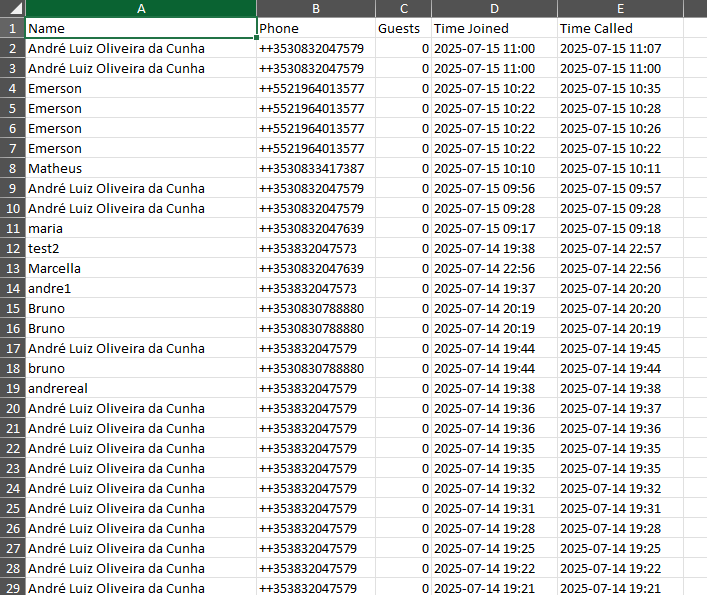 A B C D E
1 Name Phone Guests Time Joined Time Called
2 André Luiz Oliveira da Cunha ++3530832047579 0 2025-07-15 11:00 2025-07-15 11:07
3 André Luiz Oliveira da Cunha ++3530832047579 0 2025-07-15 11:00 2025-07-15 11:00
4 Emerson ++5521964013577 0 2025-07-15 10:22 2025-07-15 10:35
5 Emerson ++5521964013577 0 2025-07-15 10:22 2025-07-15 10:28
6 Emerson ++5521964013577 0 2025-07-15 10:22 2025-07-15 10:26
7 Emerson ++5521964013577 0 2025-07-15 10:22 2025-07-15 10:22
8 Matheus ++3530833417387 0 2025-07-15 10:10 2025-07-15 10:11
9 André Luiz Oliveira da Cunha ++3530832047579 0 2025-07-15 09:56 2025-07-15 09:57
10 André Luiz Oliveira da Cunha ++3530832047579 0 2025-07-15 09:28 2025-07-15 09:28
11 maria ++3530832047639 0 2025-07-15 09:17 2025-07-15 09:18
12 test2 ++353832047573 0 2025-07-14 19:38 2025-07-14 22:57
13 Marcella ++3530832047639 0 2025-07-14 22:56 2025-07-14 22:56
14 andre1 ++353832047573 0 2025-07-14 19:37 2025-07-14 20:20
15 Bruno ++3530830788880 0 2025-07-14 20:19 2025-07-14 20:20
16 Bruno ++3530830788880 0 2025-07-14 20:19 2025-07-14 20:19
17 André Luiz Oliveira da Cunha ++353832047579 0 2025-07-14 19:44 2025-07-14 19:45
18 bruno ++3530830788880 0 2025-07-14 19:44 2025-07-14 19:44
19 andrereal ++353832047579 0 2025-07-14 19:38 2025-07-14 19:38
20 André Luiz Oliveira da Cunha ++353832047579 0 2025-07-14 19:36 2025-07-14 19:37
21 André Luiz Oliveira da Cunha ++353832047579 0 2025-07-14 19:36 2025-07-14 19:36
22 André Luiz Oliveira da Cunha ++353832047579 0 2025-07-14 19:35 2025-07-14 19:35
23 André Luiz Oliveira da Cunha ++353832047579 0 2025-07-14 19:35 2025-07-14 19:35
24 André Luiz Oliveira da Cunha ++353832047579 0 2025-07-14 19:32 2025-07-14 19:32
25 André Luiz Oliveira da Cunha ++353832047579 0 2025-07-14 19:31 2025-07-14 19:31
26 André Luiz Oliveira da Cunha ++353832047579 0 2025-07-14 19:28 2025-07-14 19:28
27 André Luiz Oliveira da Cunha ++353832047579 0 2025-07-14 19:25 2025-07-14 19:25
28 André Luiz Oliveira da Cunha ++353832047579 0 2025-07-14 19:22 2025-07-14 19:22
29 André Luiz Oliveira da Cunha ++353832047579 0 2025-07-14 19:21 2025-07-14 19:21